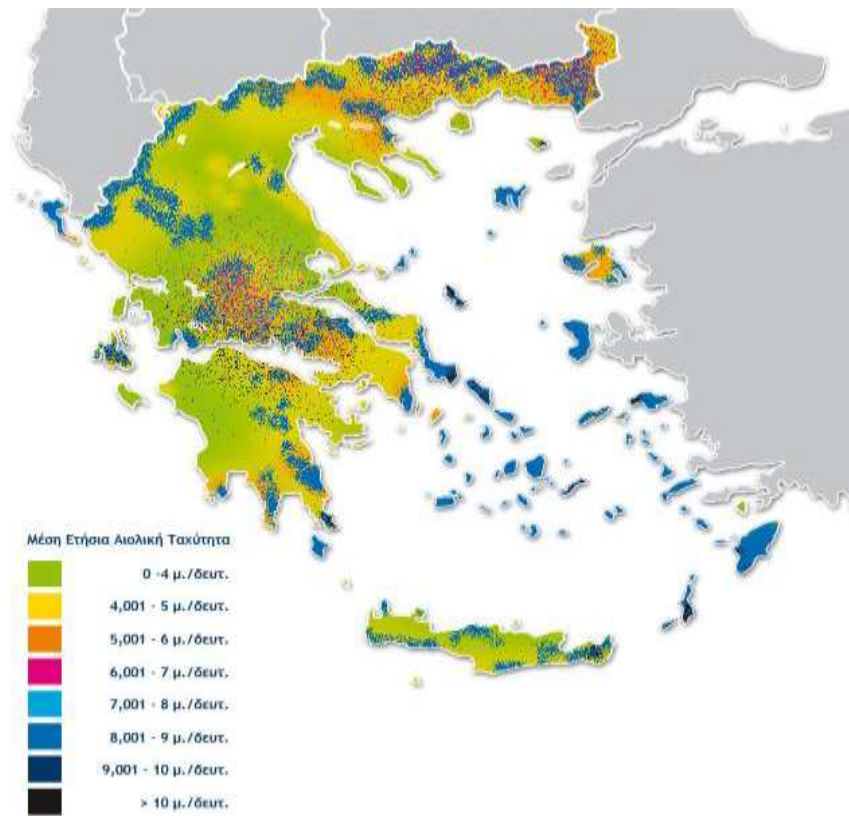 Μέση Ετήσια Αιολική Ταχύτητα
0 -4 μ./δευτ.
4,001 - 5 μ./δευτ.
5,001 - 6 μ./δευτ.
6,001 - 7 μ./δευτ.
7,001 - 8 μ./δευτ.
8,001 - 9 μ./δευτ.
9,001 - 10 μ./δευτ.
> 10 μ./δευτ.